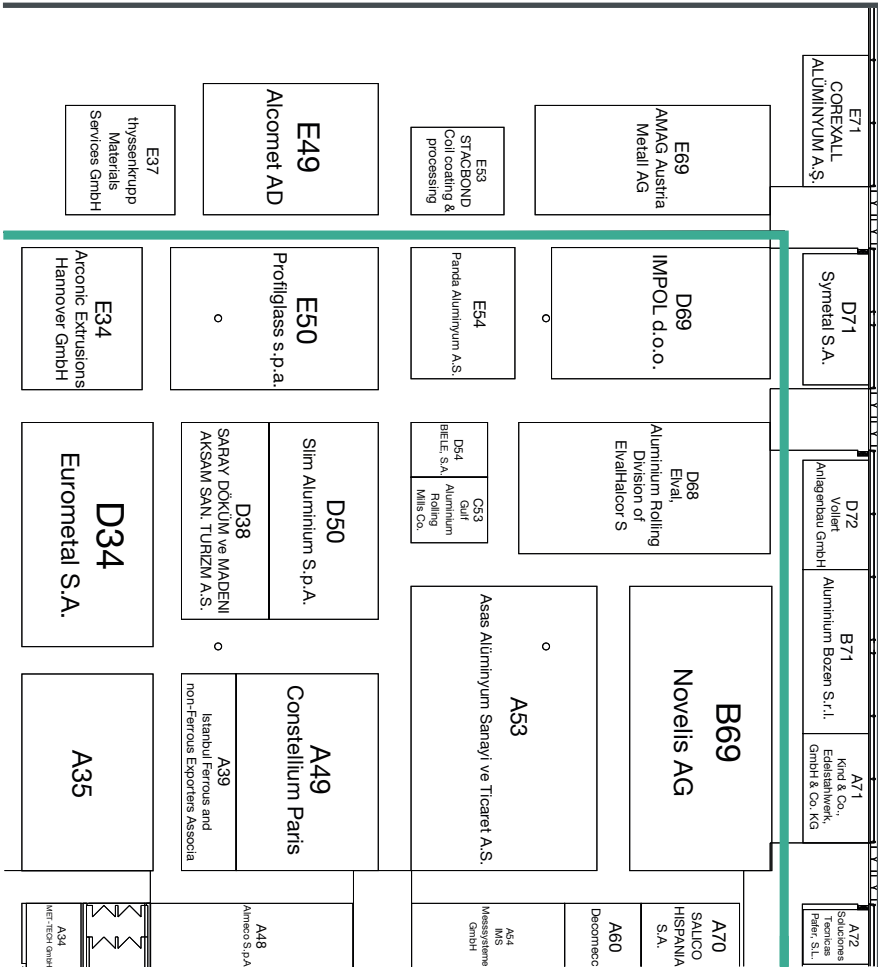 E37
thyssenkrupp
Materials
Services GmbH
E49
Alcomet AD
E53
STACBOND
Coil coating &
processing
E69
AMAG Austria
Metall AG
E71
COREXALL
ALÜMİNYUM A.Ş.
E34
Arconic Extrusions
Hannover GmbH
E50
Profilglass s.p.a.
E54
Panda Aluminyum A.S.
D69
IMPOL d.o.o.
D71
Symetal S.A.
D34
Eurometal S.A.
D38
SARAY DÖKÜM ve MADENI
AKSAM SAN. TURIZM A.S.
D50
Slim Aluminium S.p.A.
D54
BIELE, S.A.
C53
Gulf
Aluminium
Rolling
Mills Co.
D68
Elval,
Aluminium Rolling
Division of
ElvalHalcor S
D72
Vollert
Anlagenbau GmbH
B71
Aluminium Bozen S.r.l.
A35
A39
Istanbul Ferrous and
non-Ferrous Exporters Associa
A49
Constellium Paris
A53
Asas Alüminyum Sanayi ve Ticaret A.S.
B69
Novelis AG
A71
Kind & Co.,
Edelstahlwerk,
GmbH & Co. KG
A34
MET-TECH GmbH
A48
Almeco S.p.A
A54
IMS
Messsysteme
GmbH
A60
Decomecc
A70
SALICO
HISPANIA
S.A.
A72
Soluciones
Tecnicas
Pafer, S.L.